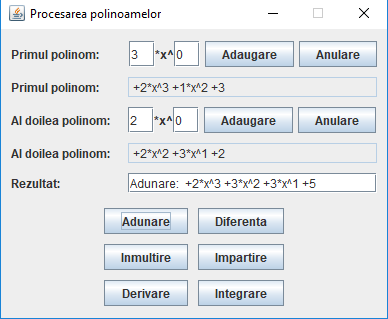 Procesarea polinoamelor
Primul polinom: 3 *x^ 0 Adaugare Anulare
Primul polinom: +2*x^3 +1*x^2 +3
Al doilea polinom: 2 *x^ 0 Adaugare Anulare
Al doilea polinom: +2*x^2 +3*x^1 +2
Rezultat: Adunare: +2*x^3 +3*x^2 +3*x^1 +5
Adunare Diferenta
Inmultire Impartire
Derivare Integrare